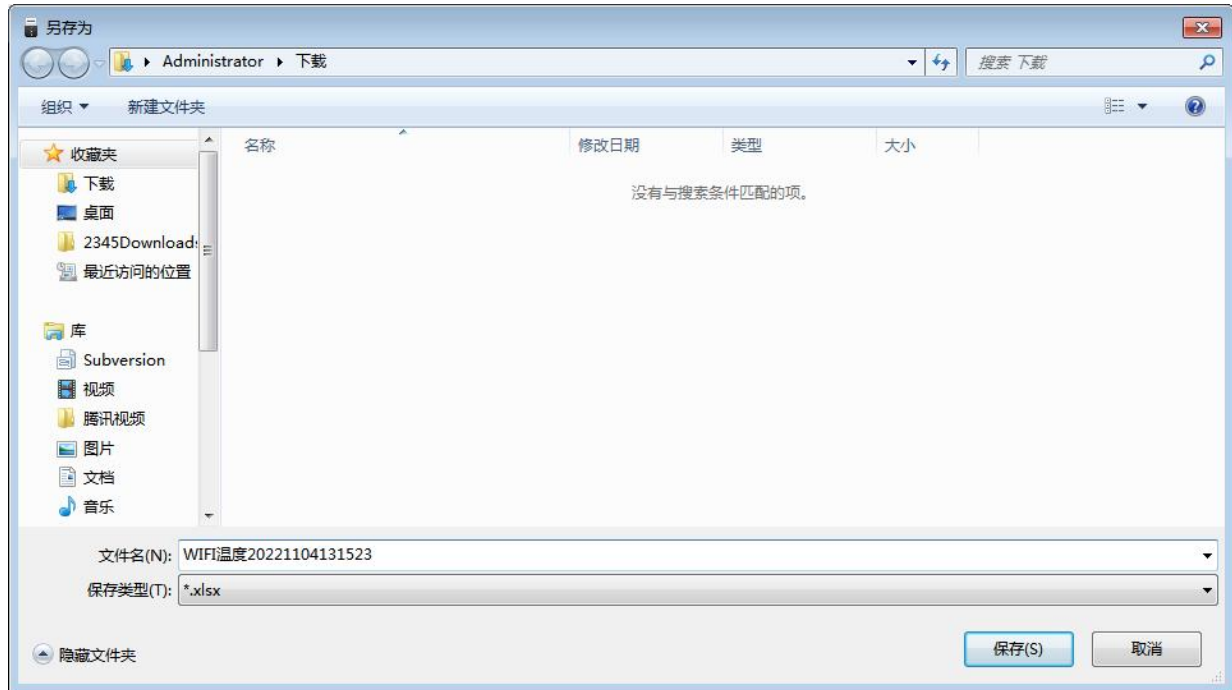 另存为
Administrator 下载
搜索 下载
组织 新建文件夹
名称 修改日期 类型 大小
没有与搜索条件匹配的项。
收藏夹
下载
桌面
2345Download
最近访问的位置
库
Subversion
视频
腾讯视频
图片
文档
音乐
文件名(N): WIFI温度20221104131523
保存类型(T): *.xlsx
隐藏文件夹
保存(S) 取消